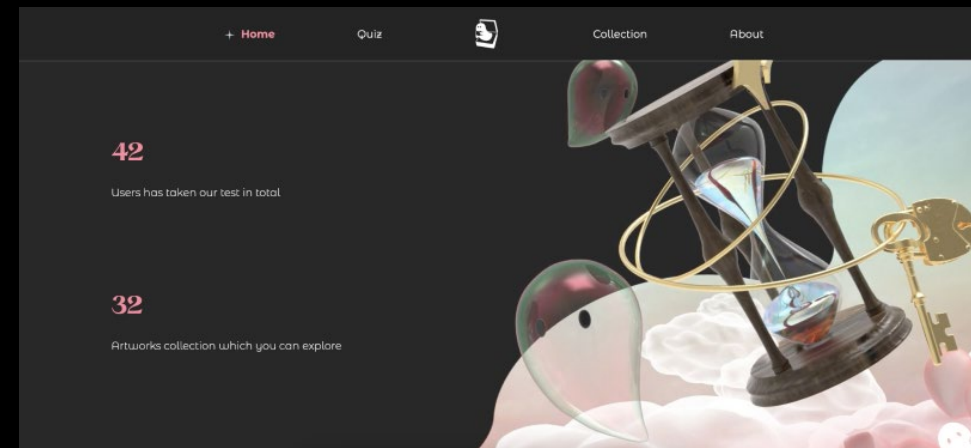 + Home
Quiz
Collection
About
42
Users has taken our test in total
32
Artworks collection which you can explore